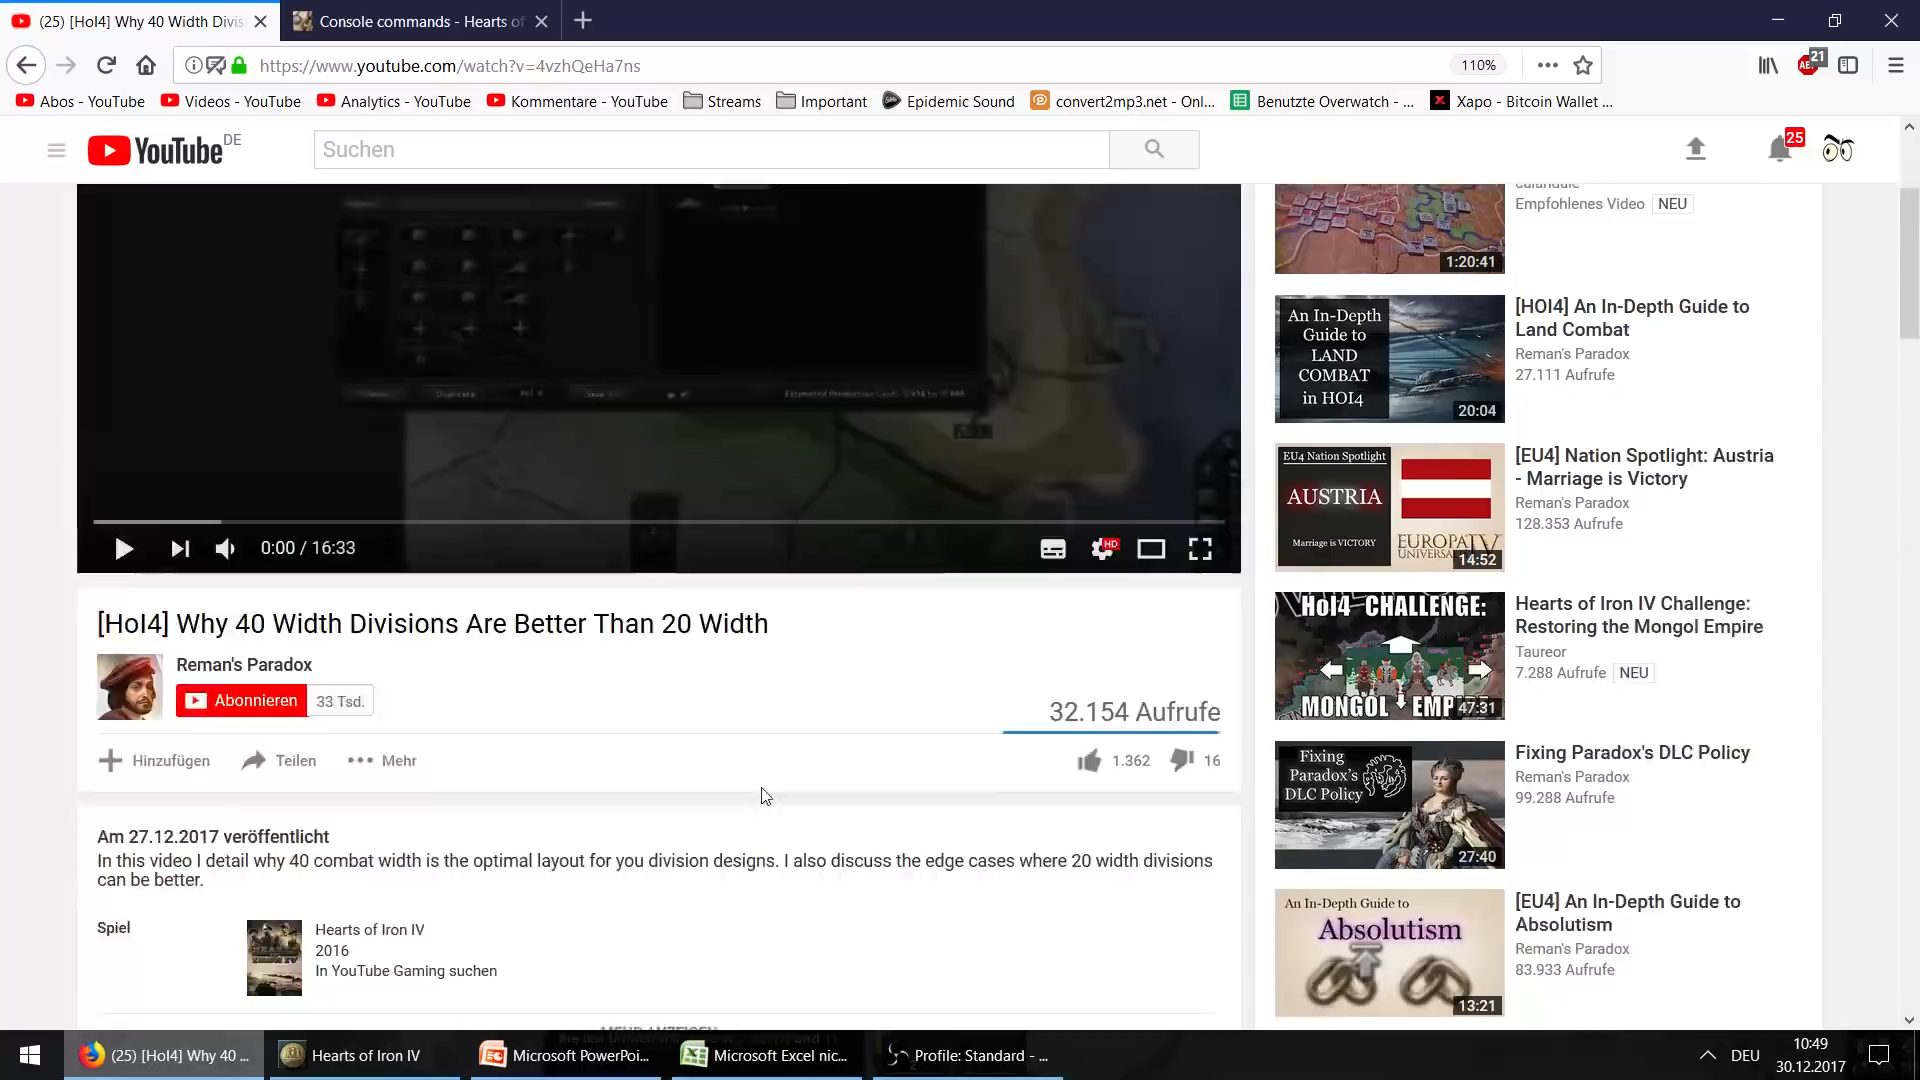 (25) [HoI4] Why 40 Width Divis
Console commands - Hearts of
https://www.youtube.com/watch?v=4vzhQeHa7ns
110%
21
Abos - YouTube
Videos - YouTube
Analytics - YouTube
Kommentare - YouTube
Streams
Important
Epidemic Sound
convert2mp3.net - Onl...
Benutzte Overwatch - ...
Xapo - Bitcoin Wallet ...
YouTube DE
Suchen
25
0:00 / 16:33
HD
[HoI4] Why 40 Width Divisions Are Better Than 20 Width
Reman's Paradox
Abonnieren
33 Tsd.
32.154 Aufrufe
Hinzufügen
Teilen
Mehr
1.362
16
Am 27.12.2017 veröffentlicht
In this video I detail why 40 combat width is the optimal layout for you division designs. I also discuss the edge cases where 20 width divisions
can be better.
Spiel
Hearts of Iron IV
2016
In YouTube Gaming suchen
Empfohlenes Video NEU
1:20:41
An In-Depth
Guide to
LAND
COMBAT
in HOI4
20:04
[HOI4] An In-Depth Guide to
Land Combat
Reman's Paradox
27.111 Aufrufe
EU4 Nation Spotlight
AUSTRIA
Marriage is VICTORY
14:52
[EU4] Nation Spotlight: Austria
- Marriage is Victory
Reman's Paradox
128.353 Aufrufe
HoI4 CHALLENGE:
MONGOL EMP
47:31
Hearts of Iron IV Challenge:
Restoring the Mongol Empire
Taureor
7.288 Aufrufe NEU
Fixing
Paradox's
DLC Policy
27:40
Fixing Paradox's DLC Policy
Reman's Paradox
99.288 Aufrufe
An In-Depth Guide to
Absolutism
13:21
[EU4] An In-Depth Guide to
Absolutism
Reman's Paradox
83.933 Aufrufe
(25) [HoI4] Why 40 ...
Hearts of Iron IV
Microsoft PowerPoi...
Microsoft Excel nic...
Profile: Standard - ...
DEU
10:49
30.12.2017